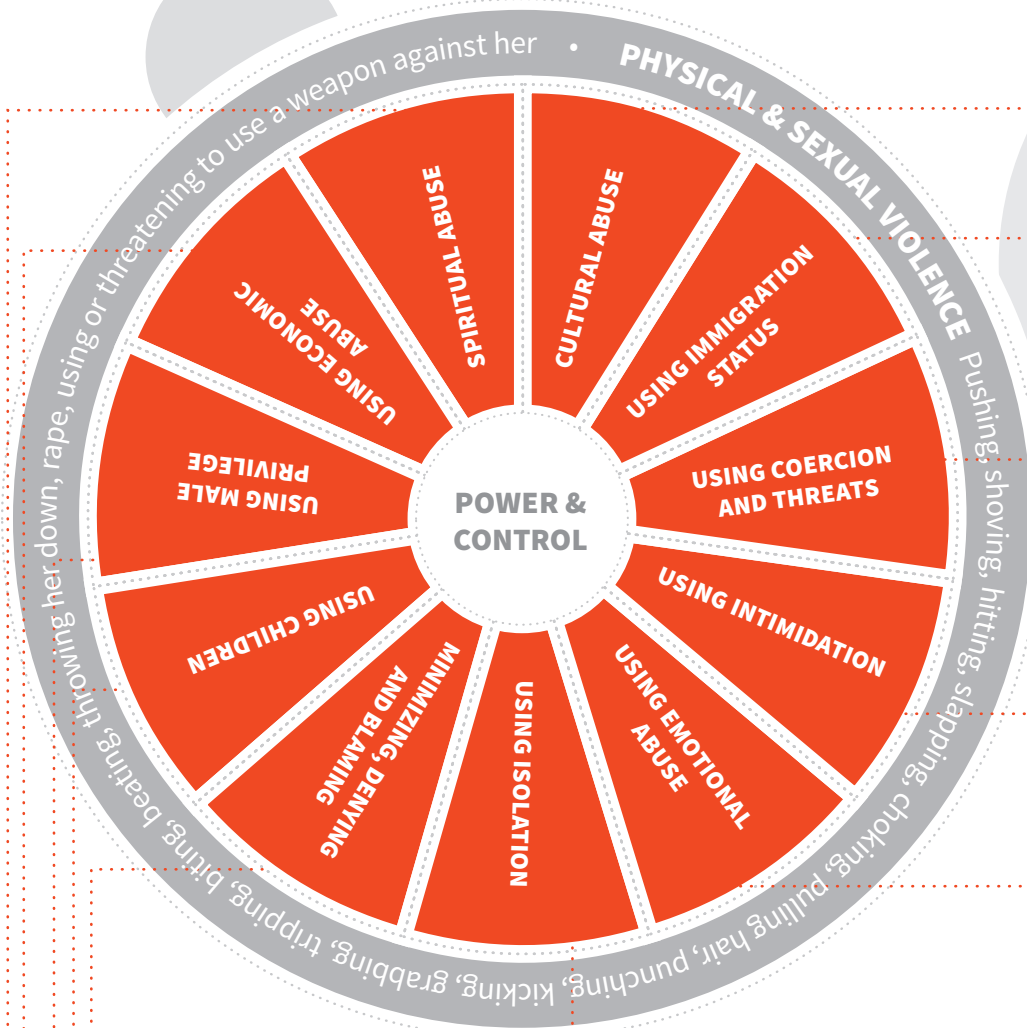 PHYSICAL & SEXUAL VIOLENCE Pushing, shoving, hitting, slapping, choking, pulling hair, punching, kicking, grabbing, tripping, biting, beating, throwing her down, rape, using or threatening to use a weapon against her •
CULTURAL ABUSE
USING IMMIGRATION
STATUS
USING COERCION
AND THREATS
USING INTIMIDATION
USING EMOTIONAL
ABUSE
USING ISOLATION
MINIMIZING, DENYING
AND BLAMING
USING CHILDREN
USING MALE
PRIVILEGE
USING ECONOMIC
ABUSE
SPIRITUAL ABUSE
POWER &
CONTROL